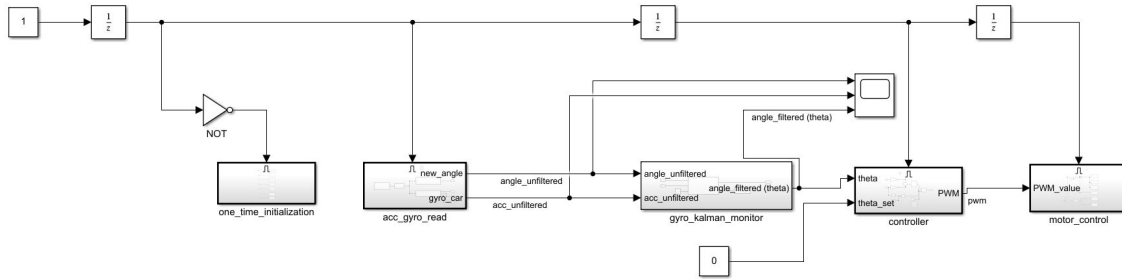 1
1
z
1
z
1
z
NOT
angle_filtered (theta)
new_angle
gyro_car
angle_unfiltered
acc_unfiltered
angle_unfiltered
acc_unfiltered
angle_filtered (theta)
theta
theta_set
PWM
pwm
PWM_value
one_time_initialization
acc_gyro_read
gyro_kalman_monitor
controller
motor_control
0